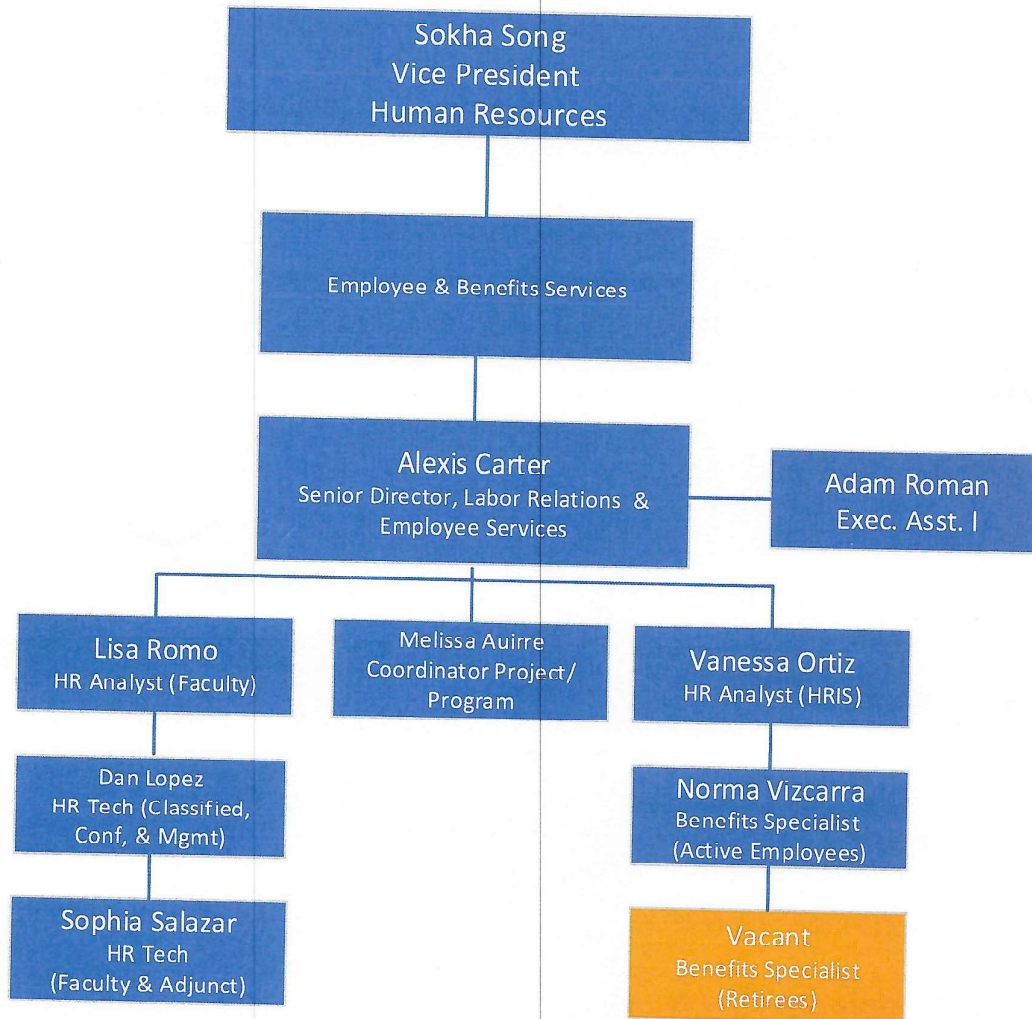 Sokha Song
Vice President
Human Resources
Employee & Benefits Services
Alexis Carter
Senior Director, Labor Relations &
Employee Services
Adam Roman
Exec. Asst. I
Lisa Romo
HR Analyst (Faculty)
Melissa Auirre
Coordinator Project/
Program
Vanessa Ortiz
HR Analyst (HRIS)
Dan Lopez
HR Tech (Classified,
Conf, & Mgmt)
Norma Vizcarra
Benefits Specialist
(Active Employees)
Sophia Salazar
HR Tech
(Faculty & Adjunct)
Vacant
Benefits Specialist
(Retirees)